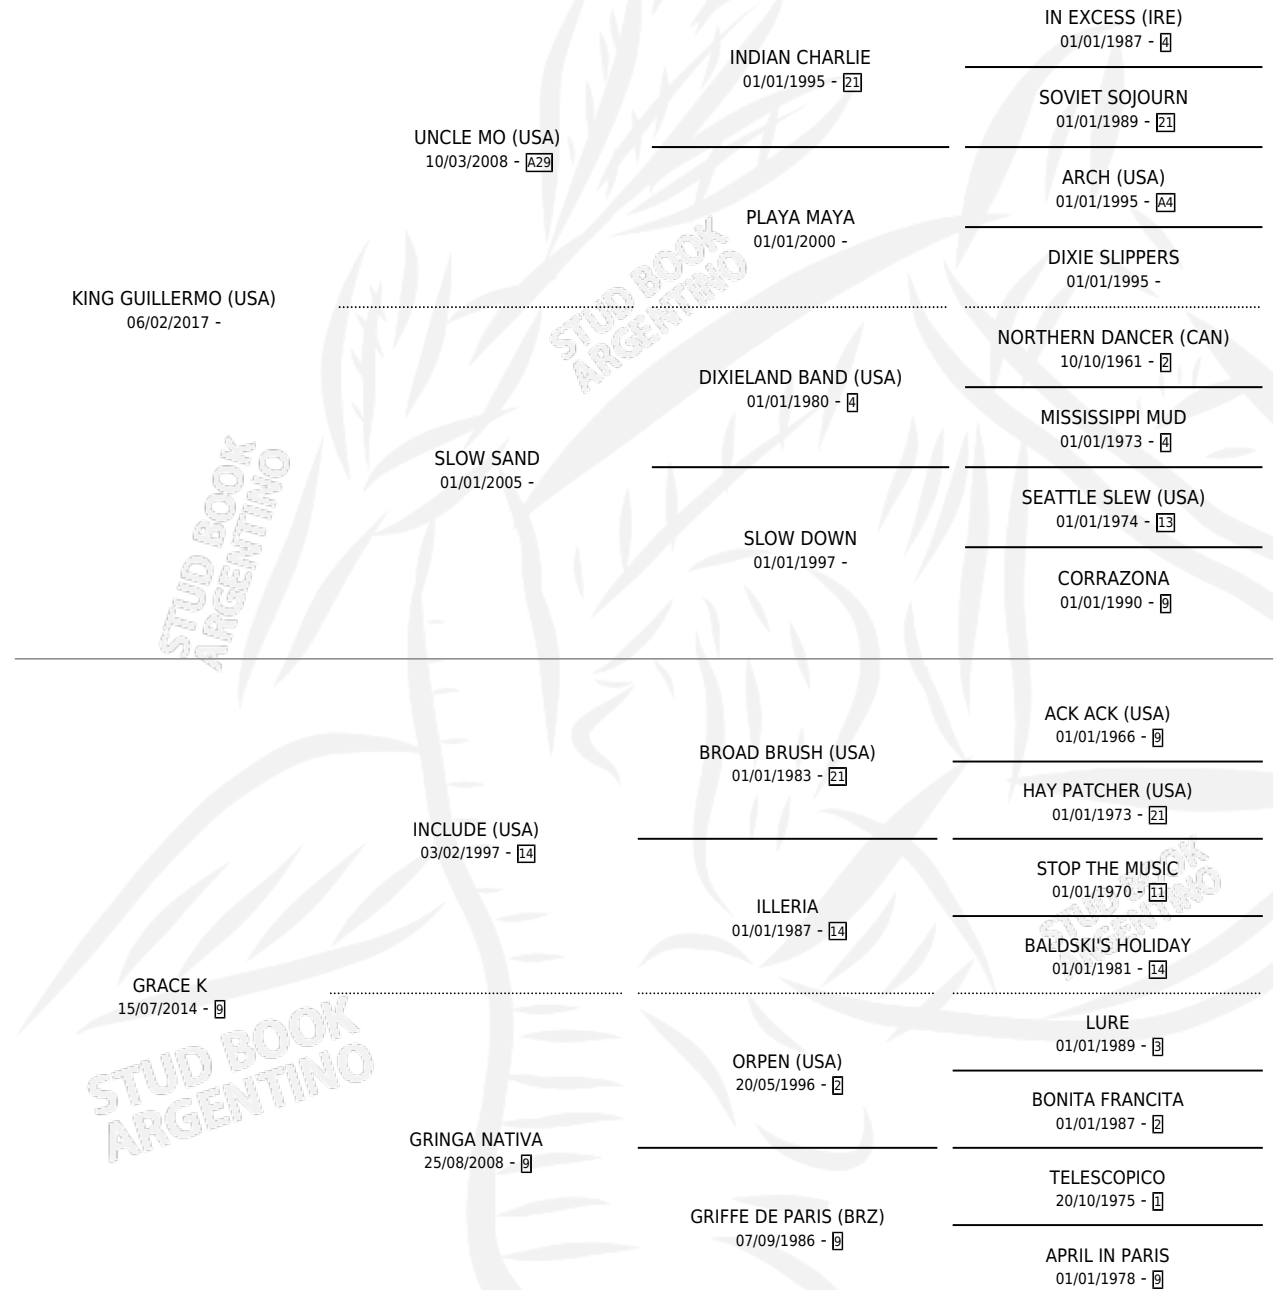 IN EXCESS (IRE)
01/01/1987 - 4
INDIAN CHARLIE
01/01/1995 - 21
SOVIET SOJOURN
01/01/1989 - 21
UNCLE MO (USA)
10/03/2008 - A29
ARCH (USA)
01/01/1995 - A4
PLAYA MAYA
01/01/2000 -
DIXIE SLIPPERS
01/01/1995 -
KING GUILLERMO (USA)
06/02/2017 -
NORTHERN DANCER (CAN)
10/10/1961 - 2
DIXIELAND BAND (USA)
01/01/1980 - 4
MISSISSIPPI MUD
01/01/1973 - 4
SLOW SAND
01/01/2005 -
SEATTLE SLEW (USA)
01/01/1974 - 13
SLOW DOWN
01/01/1997 -
CORRAZONA
01/01/1990 - 9
STUD BOOK
ARGENTINO
STUD BOOK
ARGENTINO
ACK ACK (USA)
01/01/1966 - 9
BROAD BRUSH (USA)
01/01/1983 - 21
HAY PATCHER (USA)
01/01/1973 - 21
INCLUDE (USA)
03/02/1997 - 14
STOP THE MUSIC
01/01/1970 - 11
ILLERIA
01/01/1987 - 14
BALDSKI'S HOLIDAY
01/01/1981 - 14
STUD BOOK
ARGENTINO
GRACE K
15/07/2014 - 9
LURE
01/01/1989 - 3
ORPEN (USA)
20/05/1996 - 2
BONITA FRANCITA
01/01/1987 - 2
STUD BOOK
ARGENTINO
GRINGA NATIVA
25/08/2008 - 9
TELESCOPICO
20/10/1975 - 1
GRIFFE DE PARIS (BRZ)
07/09/1986 - 9
APRIL IN PARIS
01/01/1978 - 9